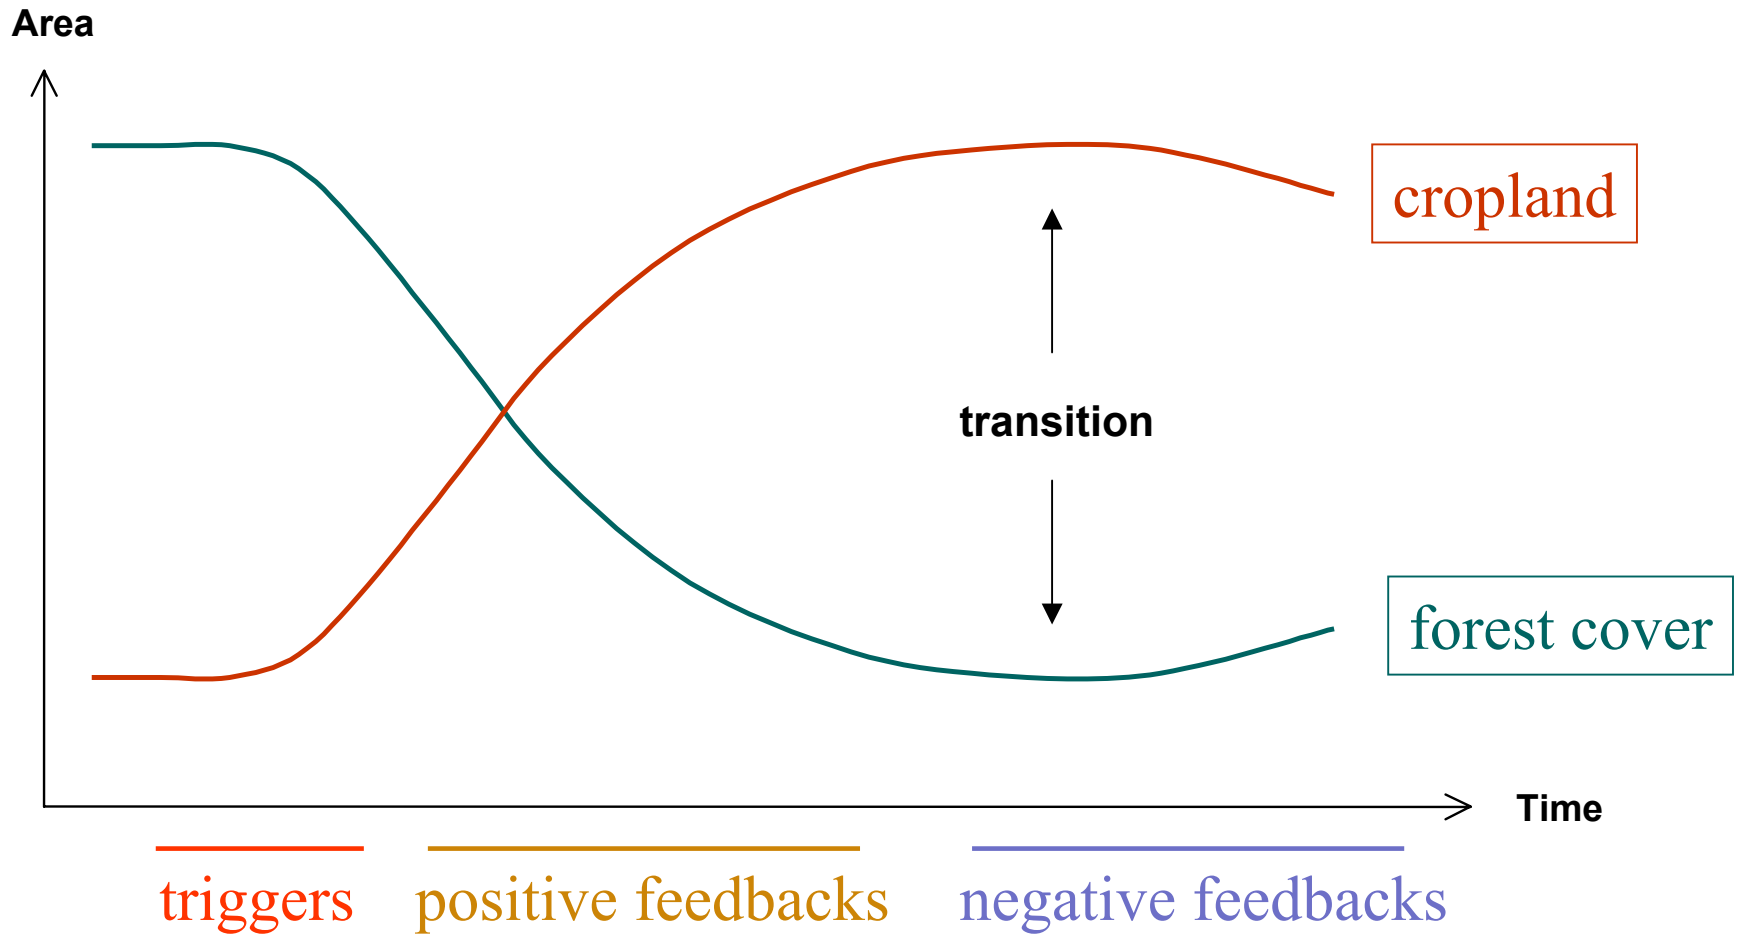 Area
cropland
transition
forest cover
Time
triggers
positive feedbacks
negative feedbacks